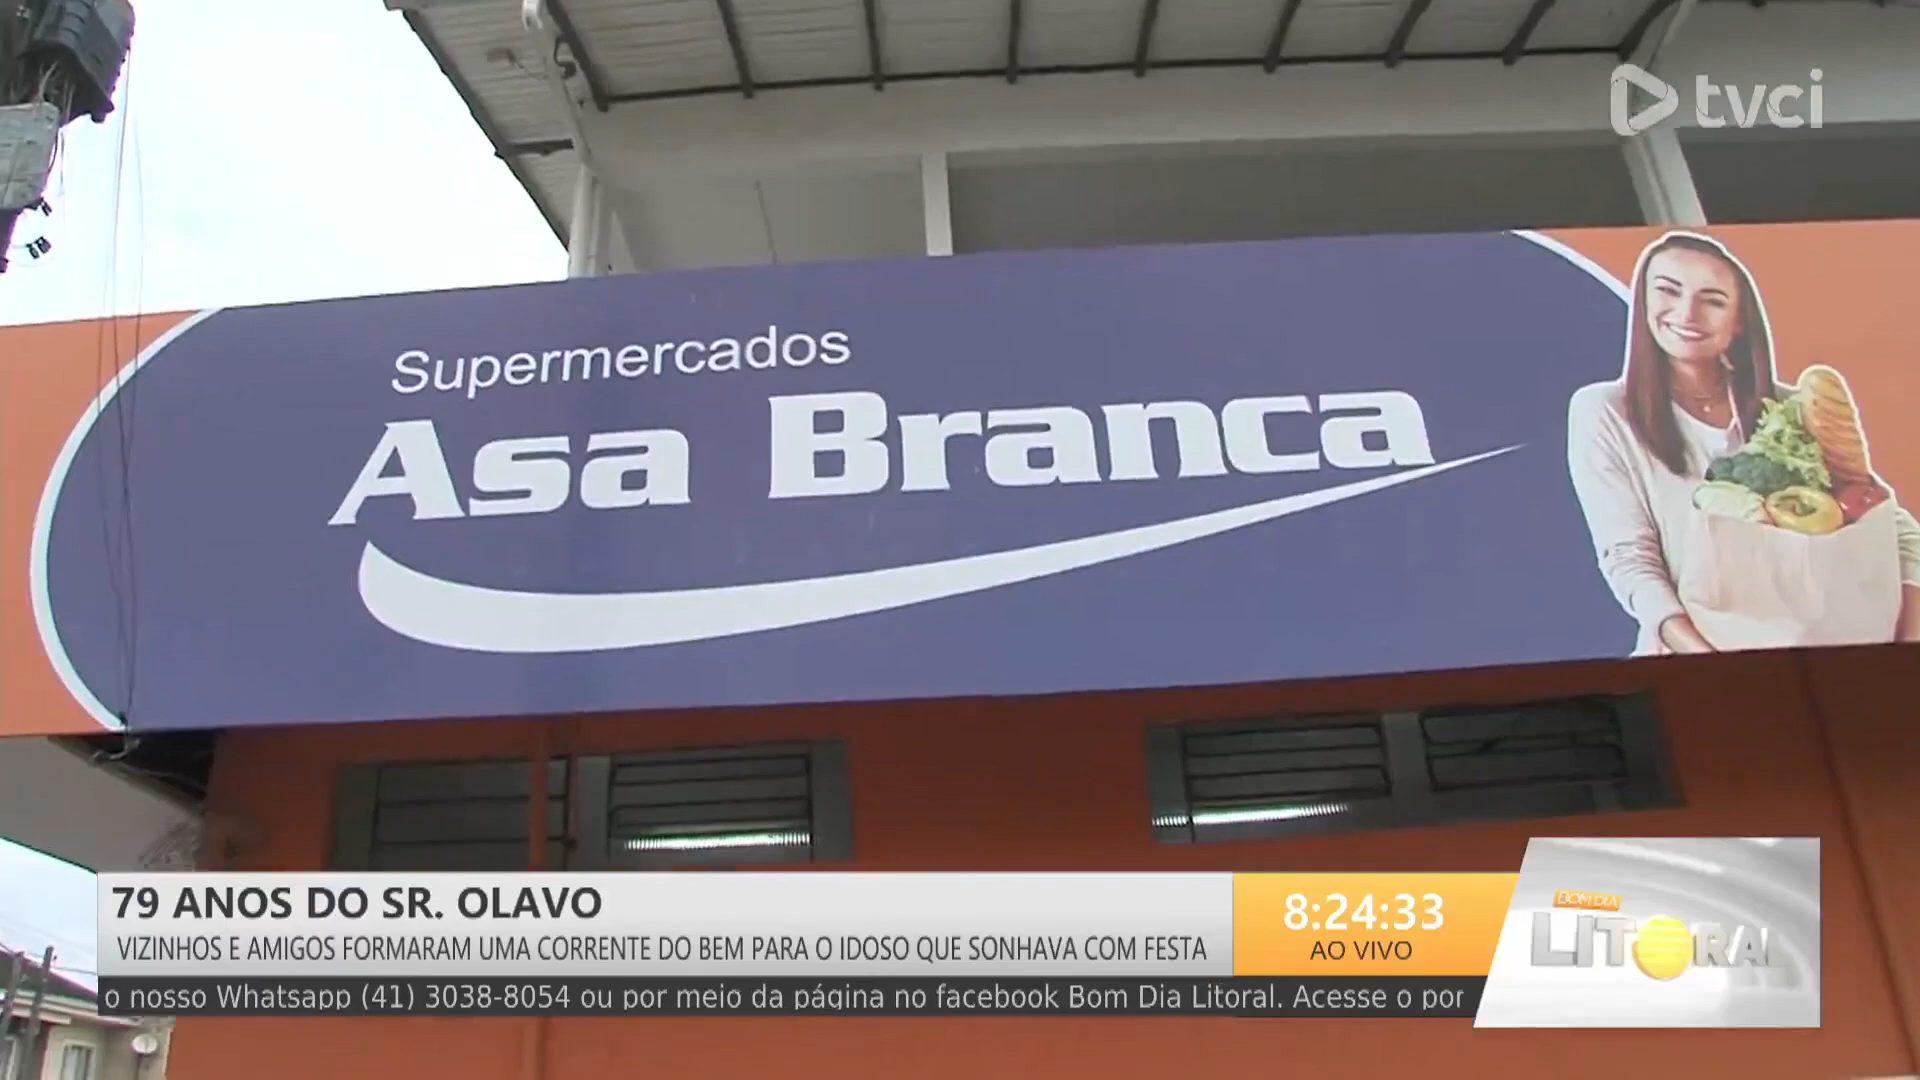 tvci
Supermercados
Asa Branca
79 ANOS DO SR. OLAVO
VIZINHOS E AMIGOS FORMARAM UMA CORRENTE DO BEM PARA O IDOSO QUE SONHAVA COM FESTA
8:24:33
AO VIVO
BOM DIA
LITORAL
o nosso Whatsapp (41) 3038-8054 ou por meio da página no facebook Bom Dia Litoral. Acesse o por